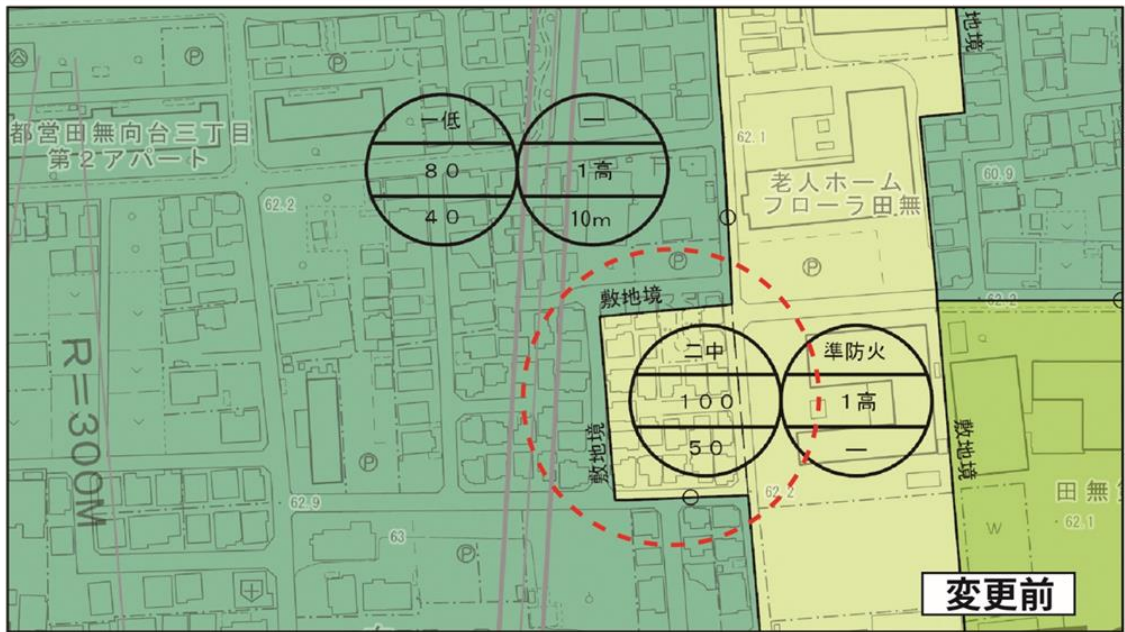 地境
都営田無向台三丁目
第２アパート
一低
８０
４０
一
１高
10m
62.1
老人ホーム
フローラ田無
60.9
62.2
敷地境
62.2
二中
１００
５０
準防火
１高
一
敷地境
敷地境
R=300M
62.9
62.2
63
田無
62.1
W
変更前
P
P
P
P
P
P